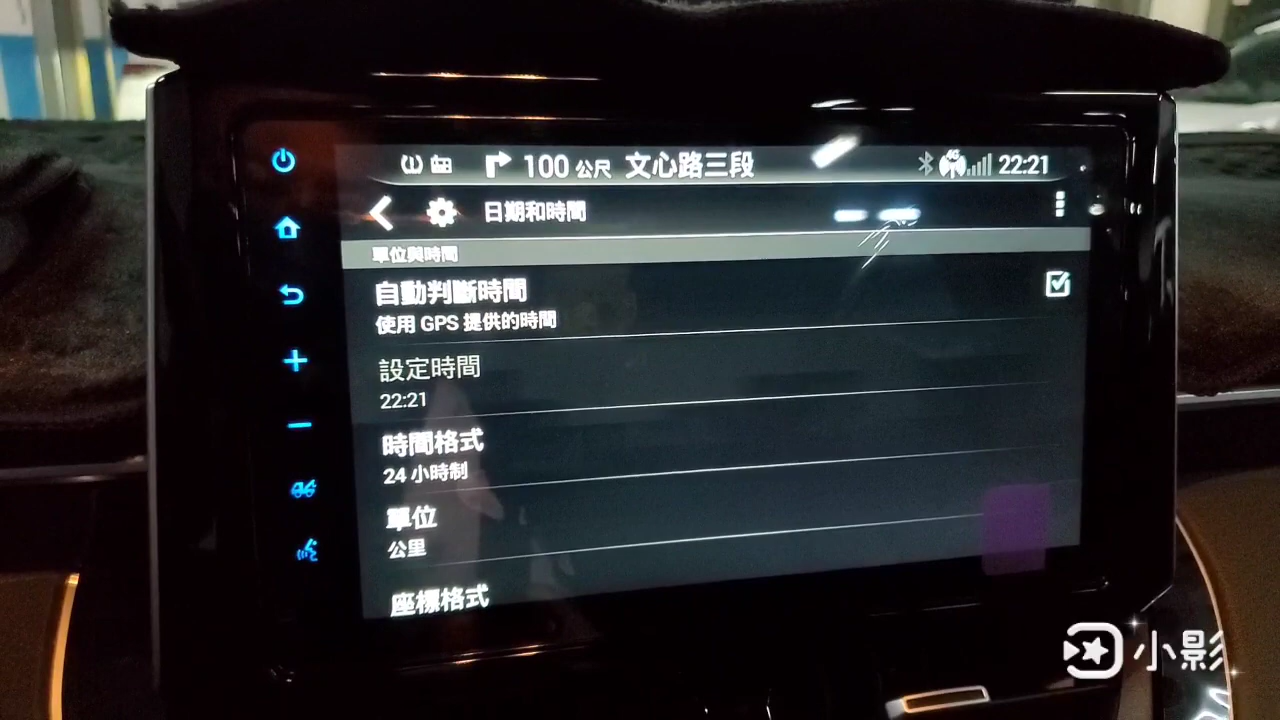 100 公尺 文心路三段 4G 22:21
日期和時間
單位與時間
自動判斷時間
使用 GPS 提供的時間
設定時間
22:21
時間格式
24 小時制
單位
公里
座標格式
小影